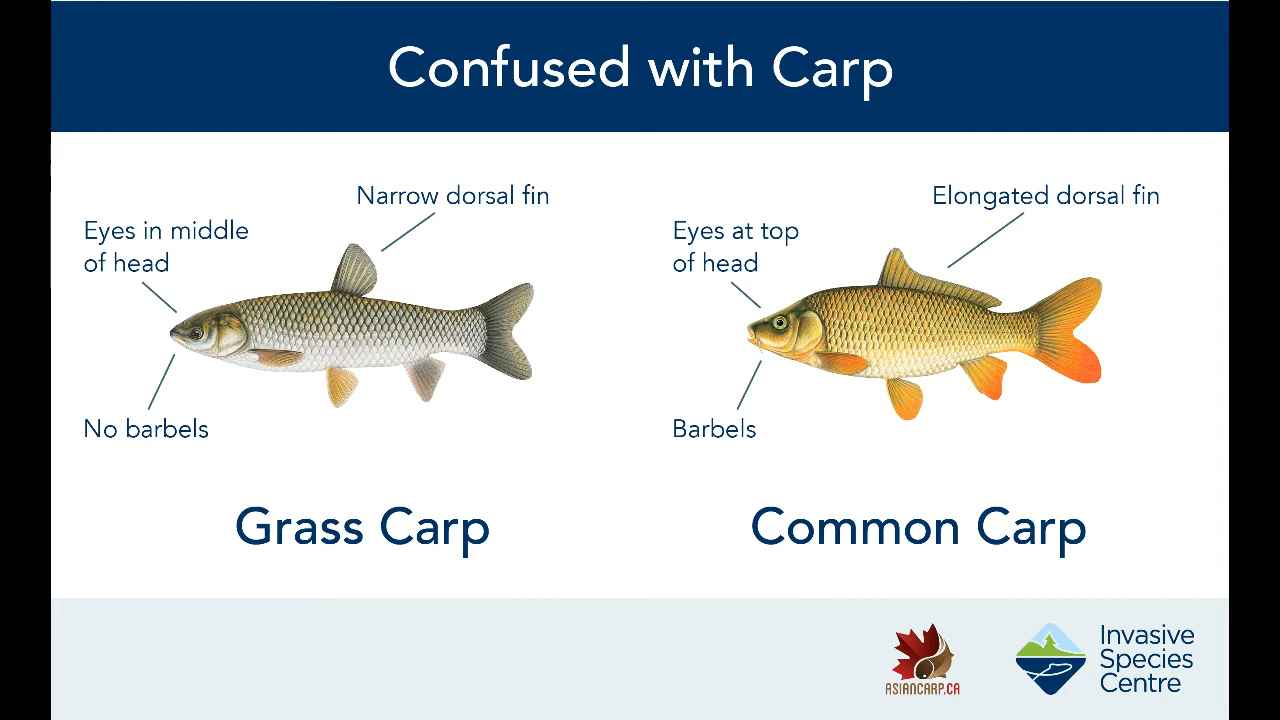 Confused with Carp
Narrow dorsal fin
Eyes in middle
of head
No barbels
Grass Carp
Elongated dorsal fin
Eyes at top
of head
Barbels
Common Carp
ASIANCARP.CA
Invasive
Species
Centre